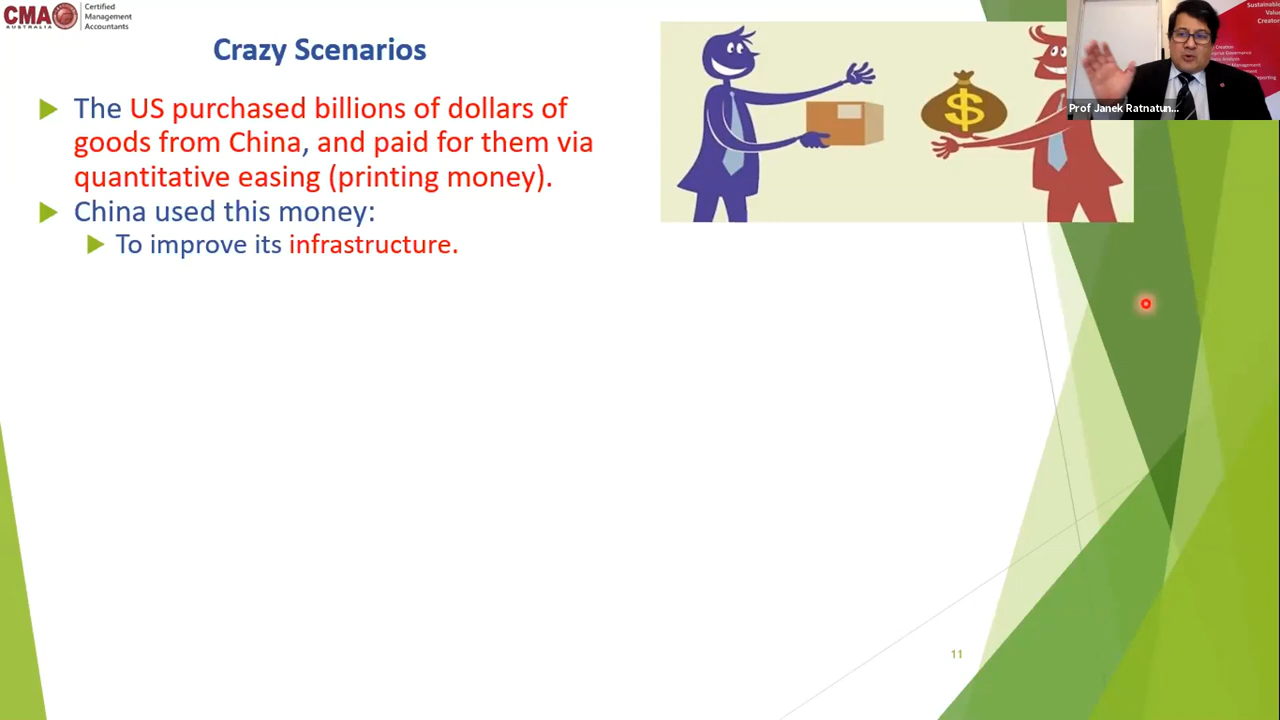 CMA
AUSTRALIA
Certified
Management
Accountants
Crazy Scenarios
The US purchased billions of dollars of
goods from China, and paid for them via
quantitative easing (printing money).
China used this money:
To improve its infrastructure.
$
Sustainable
Value
Creator
Prof Janek Ratnatun...
11